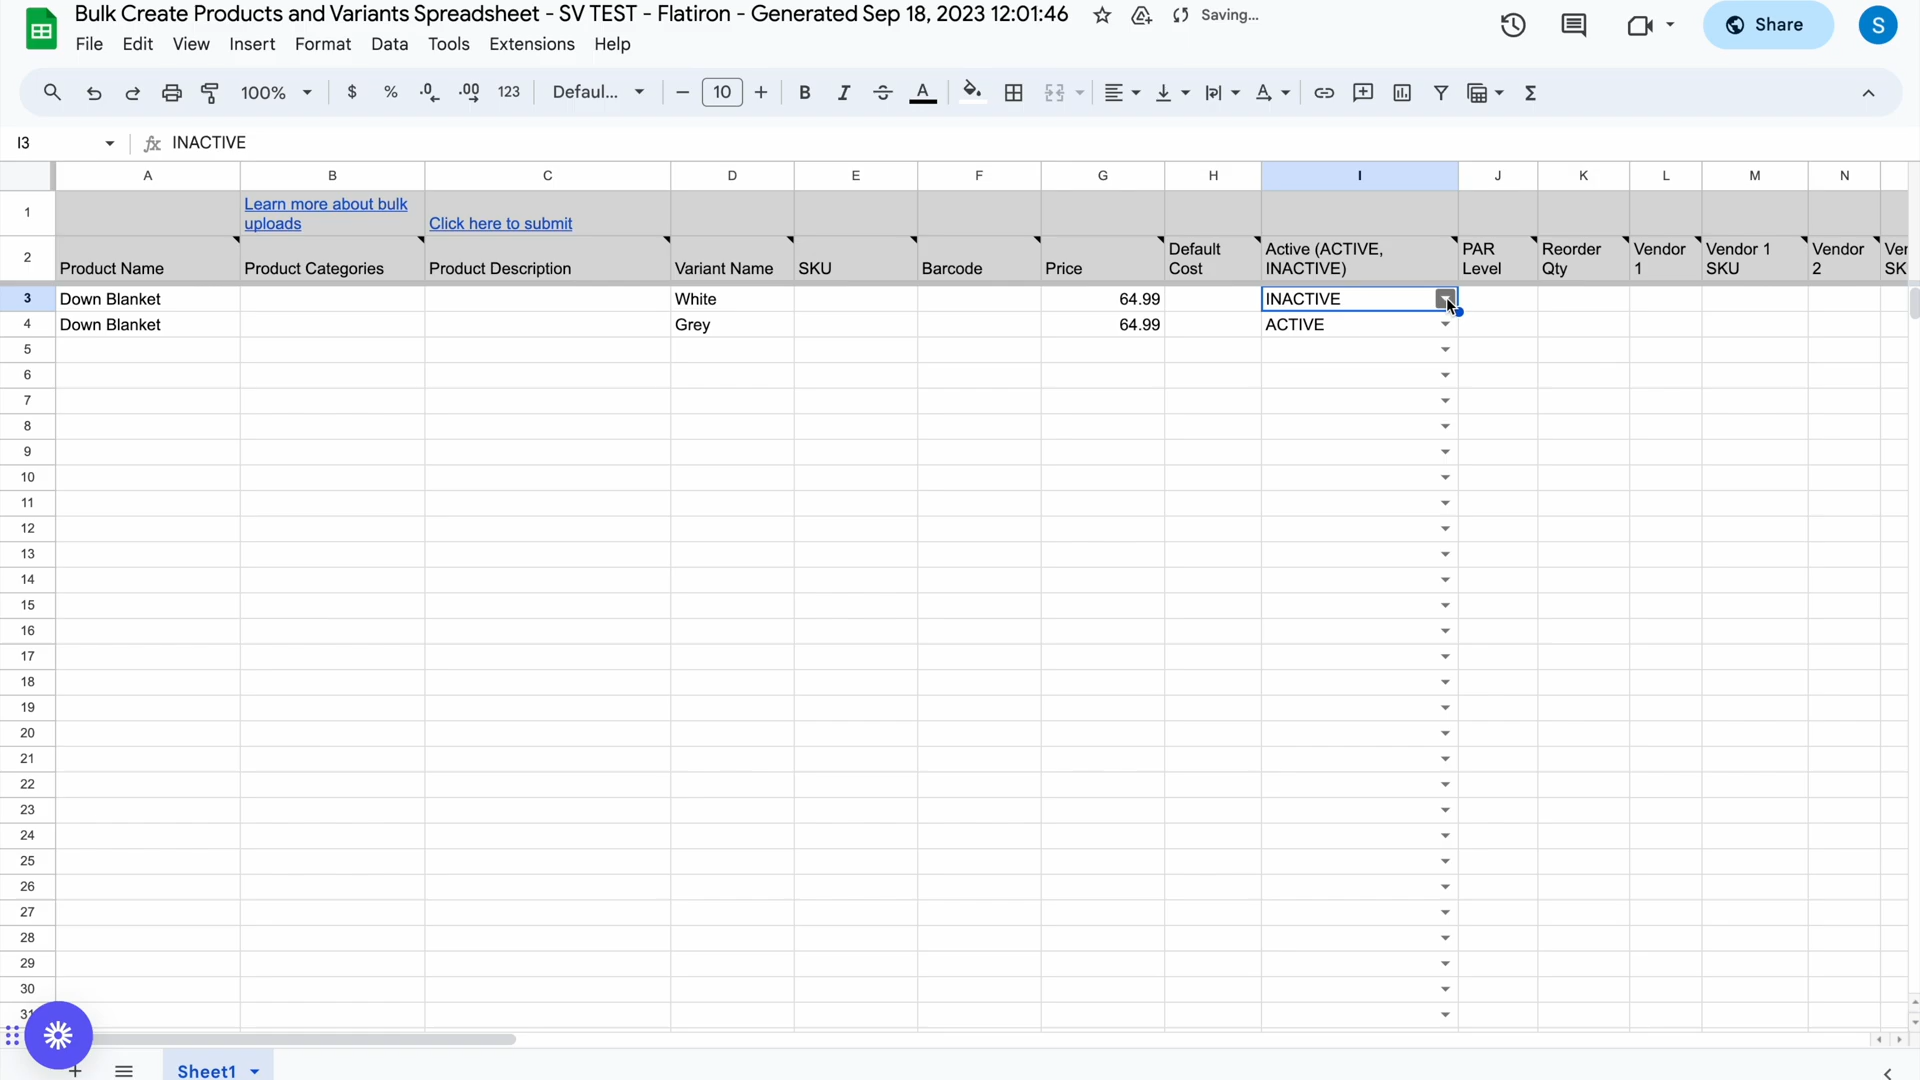 Bulk Create Products and Variants Spreadsheet - SV TEST - Flatiron - Generated Sep 18, 2023 12:01:46 Saving...
File Edit View Insert Format Data Tools Extensions Help
Share S
100% $ % .0 .00 123 Defaul... 10 B I S A
I3 fx INACTIVE
A B C D E F G H I J K L M N
1 Learn more about bulk uploads Click here to submit
2 Product Name Product Categories Product Description Variant Name SKU Barcode Price Default Cost Active (ACTIVE, INACTIVE) PAR Level Reorder Qty Vendor 1 Vendor 1 SKU Vendor 2
3 Down Blanket White 64.99 INACTIVE
4 Down Blanket Grey 64.99 ACTIVE
5
6
7
8
9
10
11
12
13
14
15
16
17
18
19
20
21
22
23
24
25
26
27
28
29
30
31
Sheet1